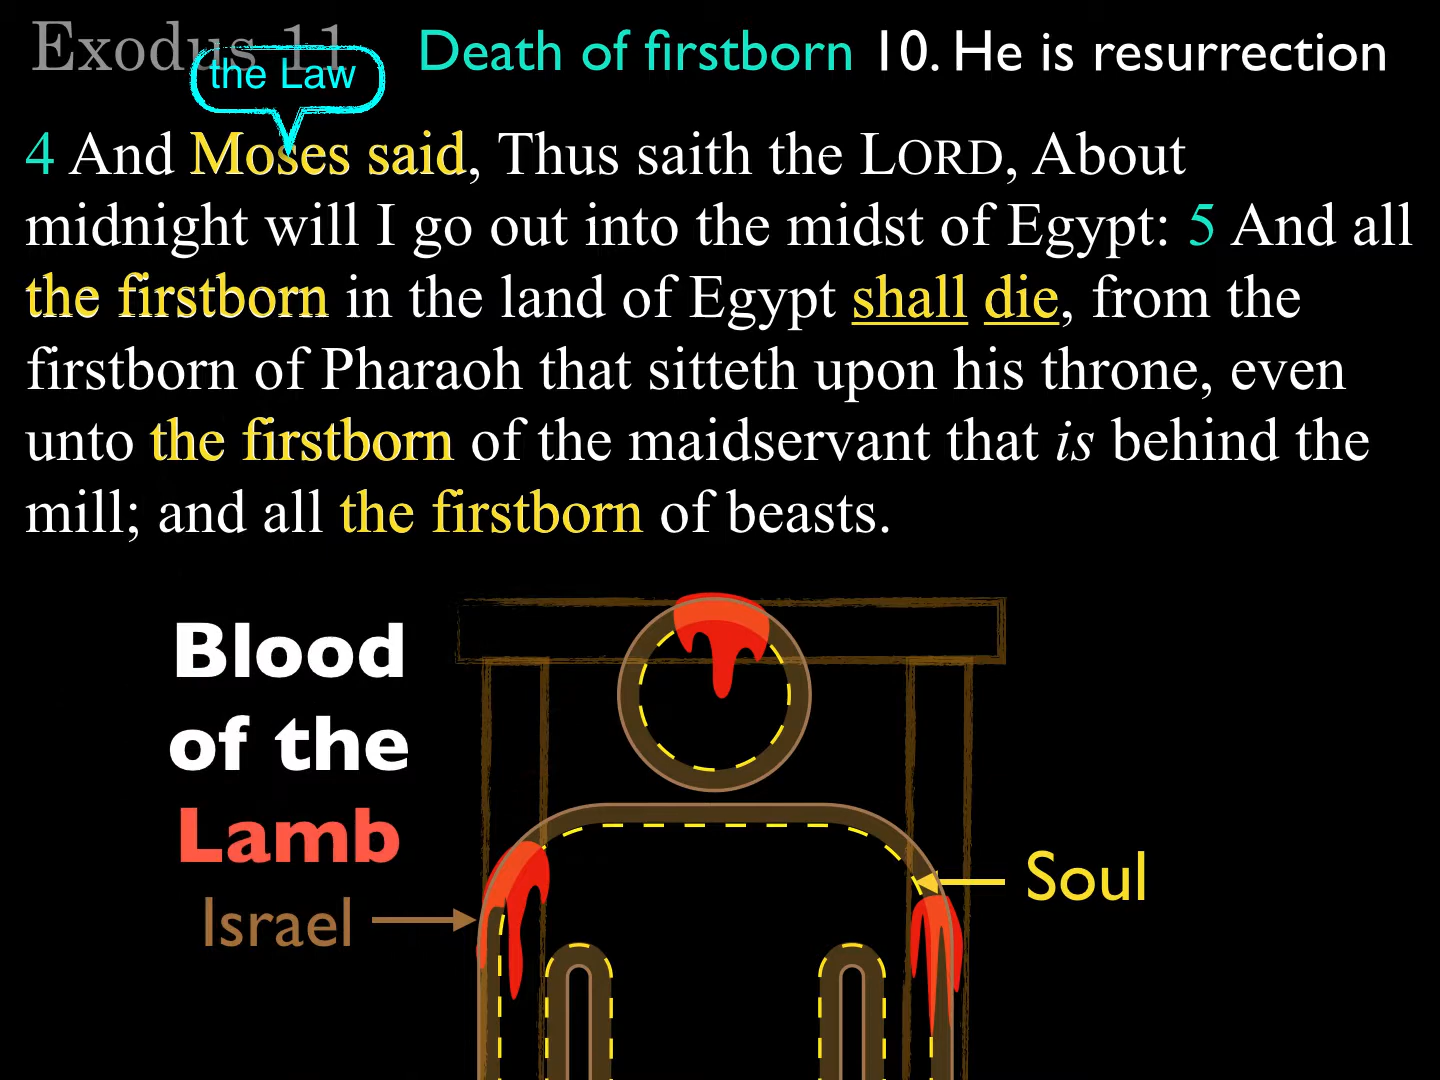 Exodus 11 Death of firstborn 10. He is resurrection
the Law
4 And Moses said, Thus saith the LORD, About
midnight will I go out into the midst of Egypt: 5 And all
the firstborn in the land of Egypt shall die, from the
firstborn of Pharaoh that sitteth upon his throne, even
unto the firstborn of the maidservant that is behind the
mill; and all the firstborn of beasts.
Blood
of the
Lamb
Israel
Soul